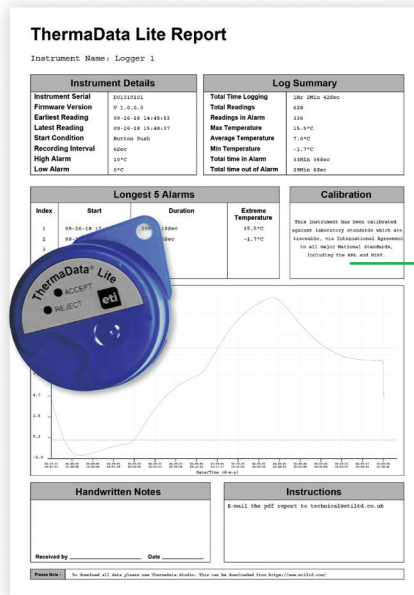 ThermaData Lite Report
Instrument Name: Logger 1
Instrument Details
Instrument Serial D01010101
Firmware Version V 1.0.0.0
Earliest Reading 09-26-18 14:45:53
Latest Reading 09-26-18 15:48:37
Start Condition Button Push
Recording Interval 6Sec
High Alarm 10°C
Low Alarm 0°C
Log Summary
Total Time Logging 1Hr 2Min 42Sec
Total Readings 628
Readings in Alarm 336
Max Temperature 15.5°C
Average Temperature 7.0°C
Min Temperature -1.7°C
Total time in Alarm 33Min 36Sec
Total time out of Alarm 29Min 6Sec
Longest 5 Alarms
Index Start Duration Extreme
Temperature
1 09-26-18 15.5°C
2 -1.7°C
Calibration
This instrument has been calibrated
against laboratory standards which are
traceable, via International Agreement
to all major National Standards,
including the NPL and NIST.
ThermaData® Lite
ACCEPT
REJECT
eti
Date/Time (d-m-y)
Handwritten Notes
Received by
Date
Instructions
E-mail the pdf report to technical@etiltd.co.uk
Please Note : To download all data please use ThermaData Studio. This can be downloaded from https://www.etiltd.com/